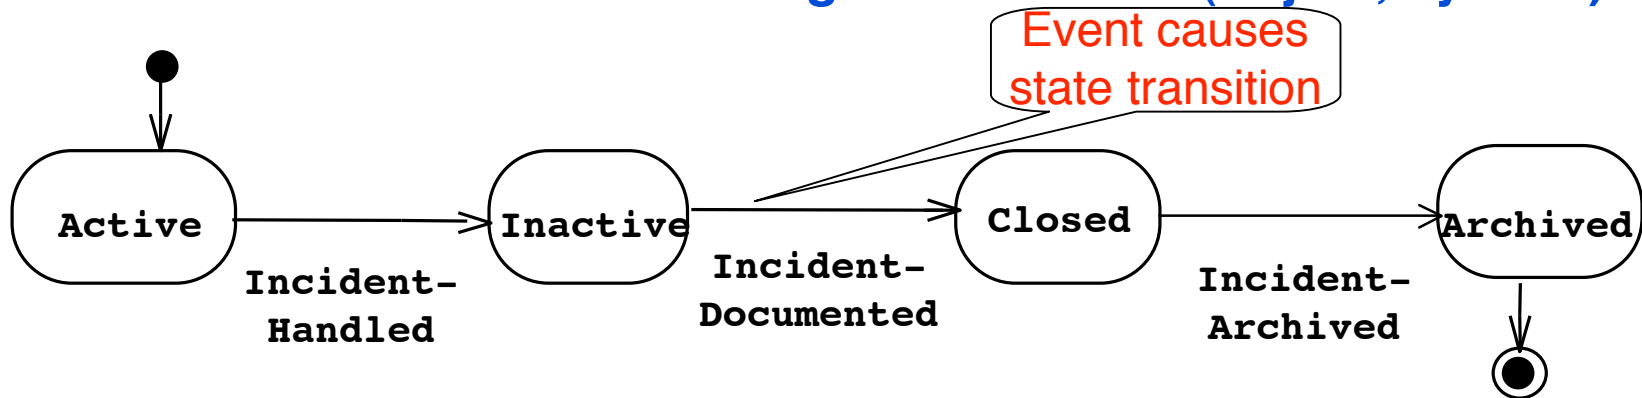 Event causes
state transition
Active
Inactive
Closed
Archived
Incident-
Handled
Incident-
Documented
Incident-
Archived